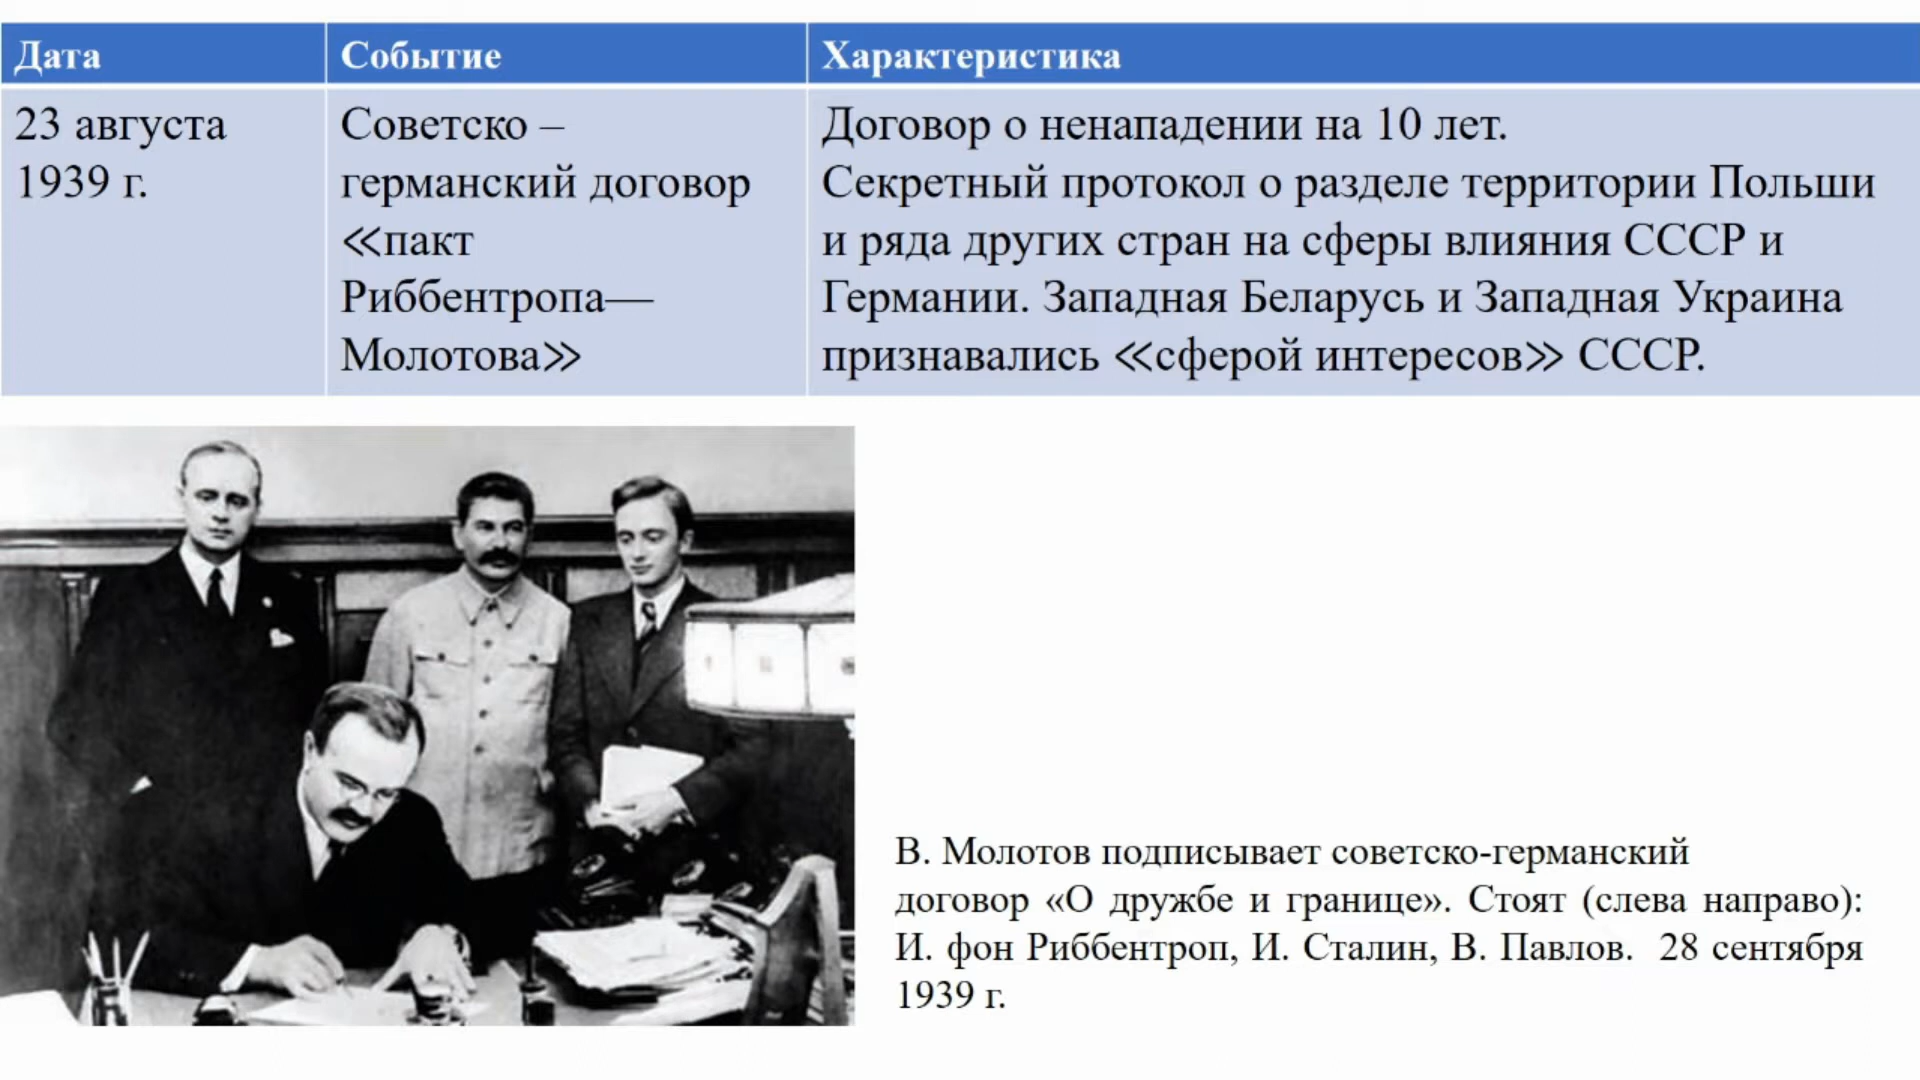 Дата
Событие
Характеристика
23 августа
1939 г.
Советско –
германский договор
≪пакт
Риббентропа—
Молотова≫
Договор о ненападении на 10 лет.
Секретный протокол о разделе территории Польши
и ряда других стран на сферы влияния СССР и
Германии. Западная Беларусь и Западная Украина
признавались ≪сферой интересов≫ СССР.
В. Молотов подписывает советско-германский
договор «О дружбе и границе». Стоят (слева направо):
И. фон Риббентроп, И. Сталин, В. Павлов. 28 сентября
1939 г.